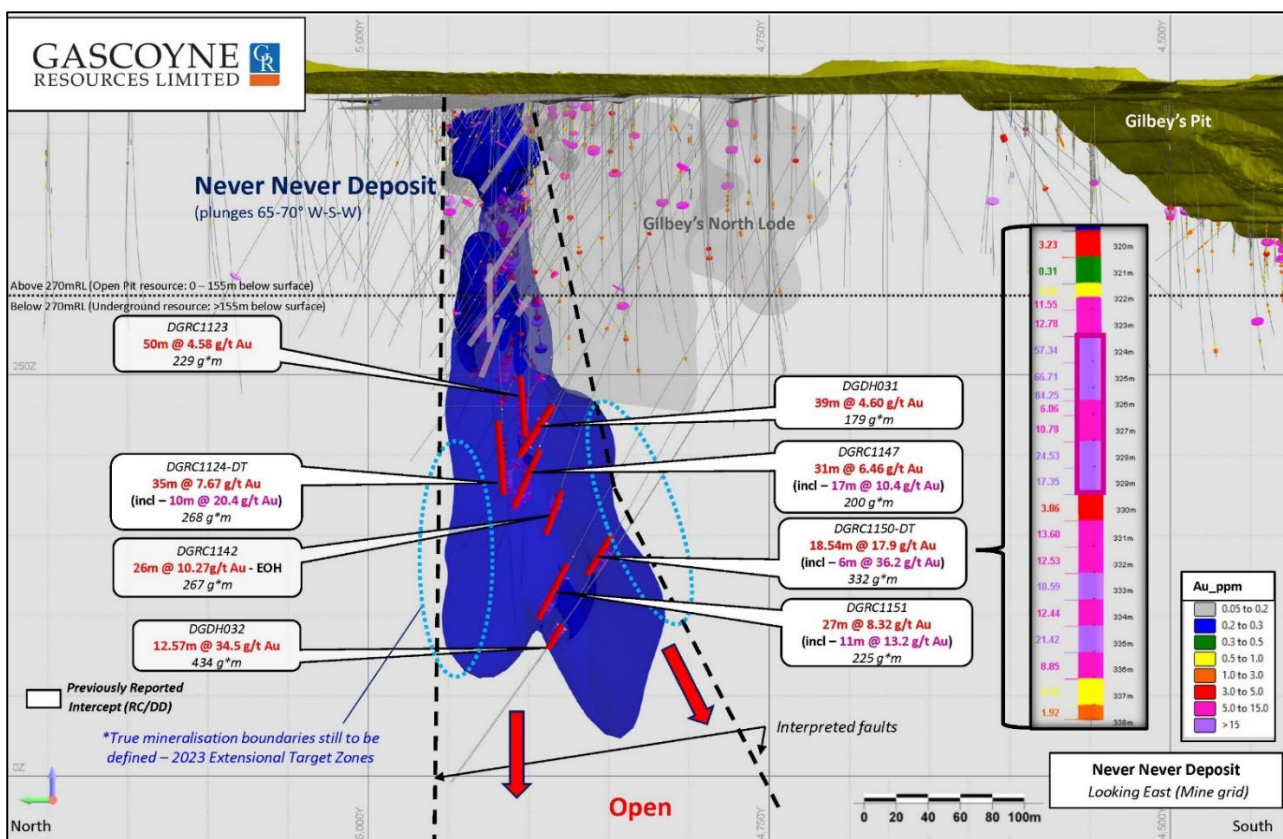 GASCOYNE
RESOURCES LIMITED
GR
5,000Y
4,750Y
4,500Y
Gilbey's Pit
Never Never Deposit
(plunges 65-70° W-S-W)
Gilbey's North Lode
Above 270mRL (Open Pit resource: 0 – 155m below surface)
Below 270mRL (Underground resource: >155m below surface)
250Z
DGRC1123
50m @ 4.58 g/t Au
229 g*m
DGRC1124-DT
35m @ 7.67 g/t Au
(incl – 10m @ 20.4 g/t Au)
268 g*m
DGRC1142
26m @ 10.27g/t Au - EOH
267 g*m
DGDH032
12.57m @ 34.5 g/t Au
434 g*m
DGDH031
39m @ 4.60 g/t Au
179 g*m
DGRC1147
31m @ 6.46 g/t Au
(incl – 17m @ 10.4 g/t Au)
200 g*m
DGRC1150-DT
18.54m @ 17.9 g/t Au
(incl – 6m @ 36.2 g/t Au)
332 g*m
DGRC1151
27m @ 8.32 g/t Au
(incl – 11m @ 13.2 g/t Au)
225 g*m
3.23 320m
0.31 321m
322m
11.55
12.78 323m
57.34 324m
66.71 325m
84.25
6.06 326m
10.78 327m
24.53 328m
17.35 329m
3.06 330m
13.60 331m
12.53 332m
18.59 333m
12.44 334m
21.42 335m
8.85 336m
337m
1.92 338m
Au_ppm
0.05 to 0.2
0.2 to 0.3
0.3 to 0.5
0.5 to 1.0
1.0 to 3.0
3.0 to 5.0
5.0 to 15.0
>15
Previously Reported
Intercept (RC/DD)
*True mineralisation boundaries still to be
defined – 2023 Extensional Target Zones
Interpreted faults
0Z
Open
North
5,000Y
4,750Y
4,500Y
0 20 40 60 80 100m
Never Never Deposit
Looking East (Mine grid)
South